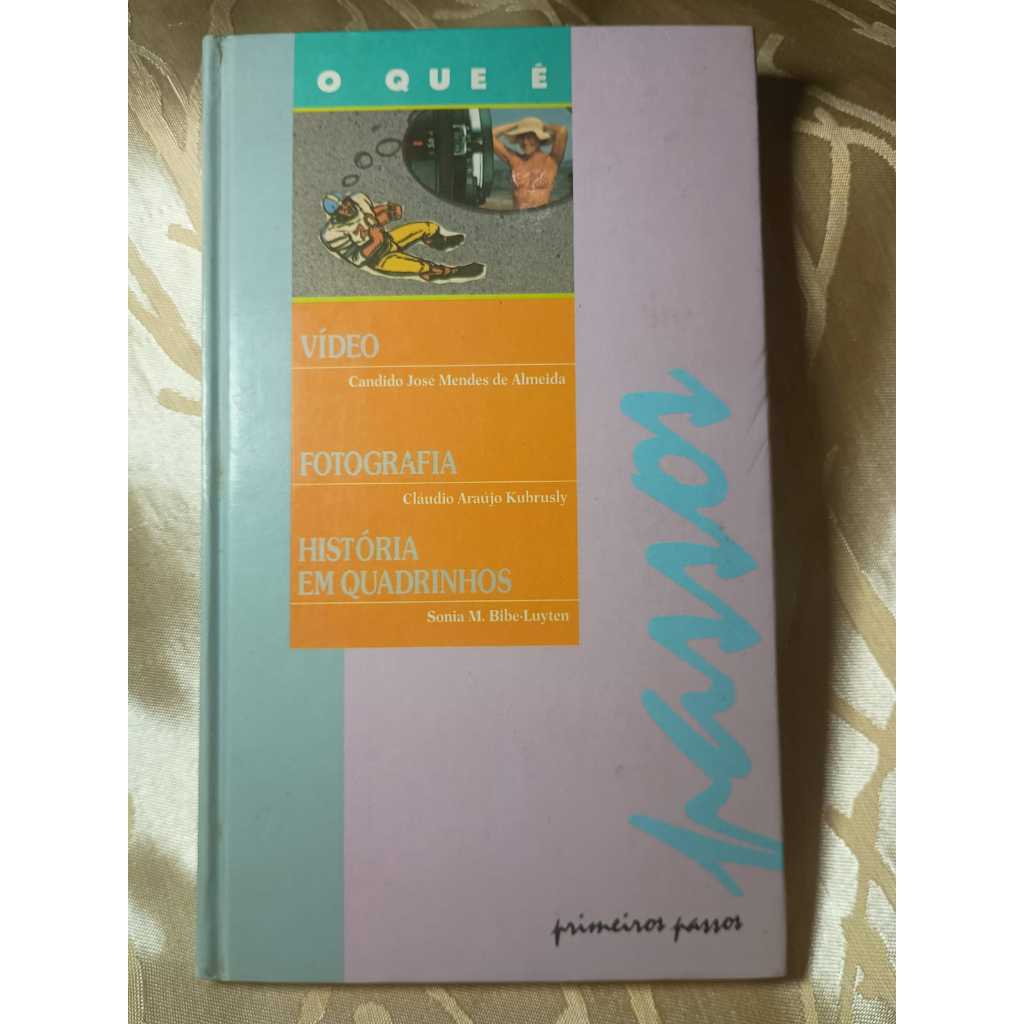 O QUE É
VÍDEO
Candido José Mendes de Almeida
FOTOGRAFIA
Cláudio Araújo Kubrusly
HISTÓRIA
EM QUADRINHOS
Sonia M. Bibe-Luyten
passos
primeiros passos